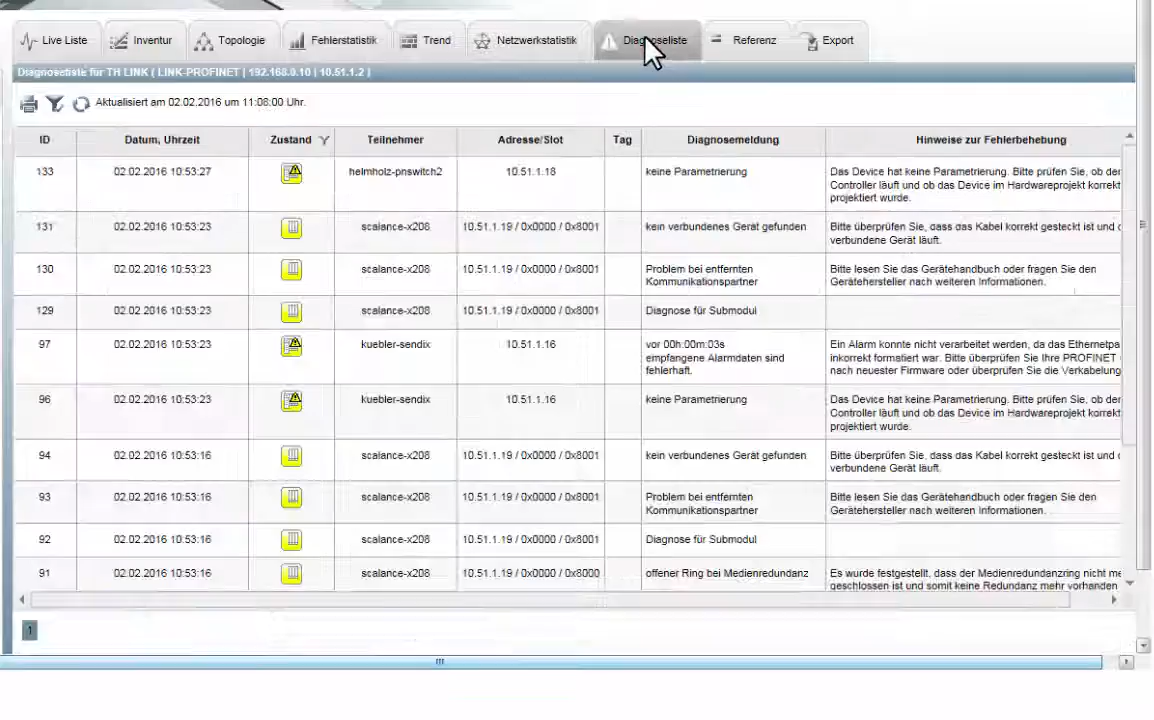 Live Liste Inventur Topologie Fehlerstatistik Trend Netzwerkstatistik Diagnoseliste Referenz Export
Diagnoseliste für TH LINK ( LINK-PROFINET | 192.168.0.10 | 10.51.1.2 )
Aktualisiert am 02.02.2016 um 11:08:00 Uhr.
ID Datum, Uhrzeit Zustand Teilnehmer Adresse/Slot Tag Diagnosemeldung Hinweise zur Fehlerbehebung
133 02.02.2016 10:53:27 helmholz-pnswitch2 10.51.1.18 keine Parametrierung Das Device hat keine Parametrierung. Bitte prüfen Sie, ob der
Controller läuft und ob das Device im Hardwareprojekt korrekt
projektiert wurde.
131 02.02.2016 10:53:23 scalance-x208 10.51.1.19 / 0x0000 / 0x8001 kein verbundenes Gerät gefunden Bitte überprüfen Sie, dass das Kabel korrekt gesteckt ist und
verbundene Gerät läuft.
130 02.02.2016 10:53:23 scalance-x208 10.51.1.19 / 0x0000 / 0x8001 Problem bei entfernten Bitte lesen Sie das Gerätehandbuch oder fragen Sie den
Kommunikationspartner Gerätehersteller nach weiteren Informationen.
129 02.02.2016 10:53:23 scalance-x208 10.51.1.19 / 0x0000 / 0x8001 Diagnose für Submodul
97 02.02.2016 10:53:23 kuebler-sendix 10.51.1.16 vor 00h:00m:03s Ein Alarm konnte nicht verarbeitet werden, da das Ethernetpa
empfangene Alarmdaten sind inkorrekt formatiert war. Bitte überprüfen Sie Ihre PROFINET
fehlerhaft. nach neuester Firmware oder überprüfen Sie die Verkabelung
96 02.02.2016 10:53:23 kuebler-sendix 10.51.1.16 keine Parametrierung Das Device hat keine Parametrierung. Bitte prüfen Sie, ob der
Controller läuft und ob das Device im Hardwareprojekt korrekt
projektiert wurde.
94 02.02.2016 10:53:16 scalance-x208 10.51.1.19 / 0x0000 / 0x8001 kein verbundenes Gerät gefunden Bitte überprüfen Sie, dass das Kabel korrekt gesteckt ist und
verbundene Gerät läuft.
93 02.02.2016 10:53:16 scalance-x208 10.51.1.19 / 0x0000 / 0x8001 Problem bei entfernten Bitte lesen Sie das Gerätehandbuch oder fragen Sie den
Kommunikationspartner Gerätehersteller nach weiteren Informationen.
92 02.02.2016 10:53:16 scalance-x208 10.51.1.19 / 0x0000 / 0x8001 Diagnose für Submodul
91 02.02.2016 10:53:16 scalance-x208 10.51.1.19 / 0x0000 / 0x8000 offener Ring bei Medienredundanz Es wurde festgestellt, dass der Medienredundanzring nicht me
geschlossen ist und somit keine Redundanz mehr vorhanden
1